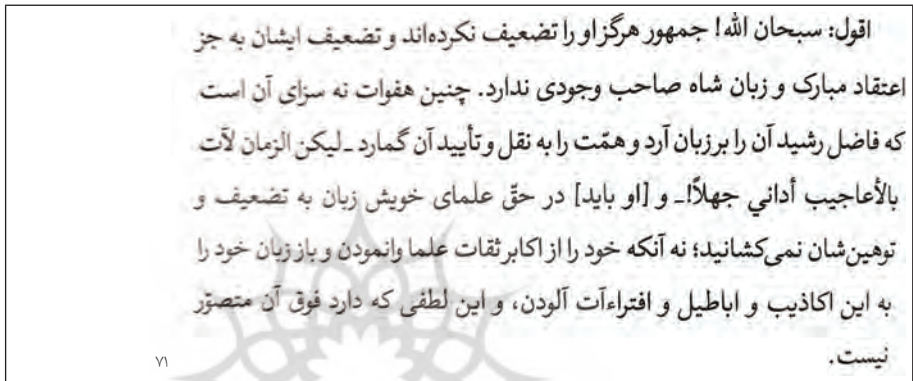 اقول: سبحان الله! جمهور هرگز او را تضعیف نکرده‌اند و تضعیف ایشان به جز
اعتقاد مبارک و زبان شاه صاحب وجودی ندارد. چنین هفوات نه سزای آن است
که فاضل رشید آن را بر زبان آرد و همّت را به نقل و تأیید آن گمارد ـ لیکن الزمان لآت
بالأعاجیب أداني جهلاً!ـ و [او باید] در حقّ علمای خویش زبان به تضعیف و
توهین‌شان نمی‌کشانید؛ نه آنکه خود را از اکابر ثقات علما وانمودن و باز زبان خود را
به این اکاذیب و اباطیل و افتراءآت آلودن، و این لطفی که دارد فوق آن متصوّر
نیست.
۷۱